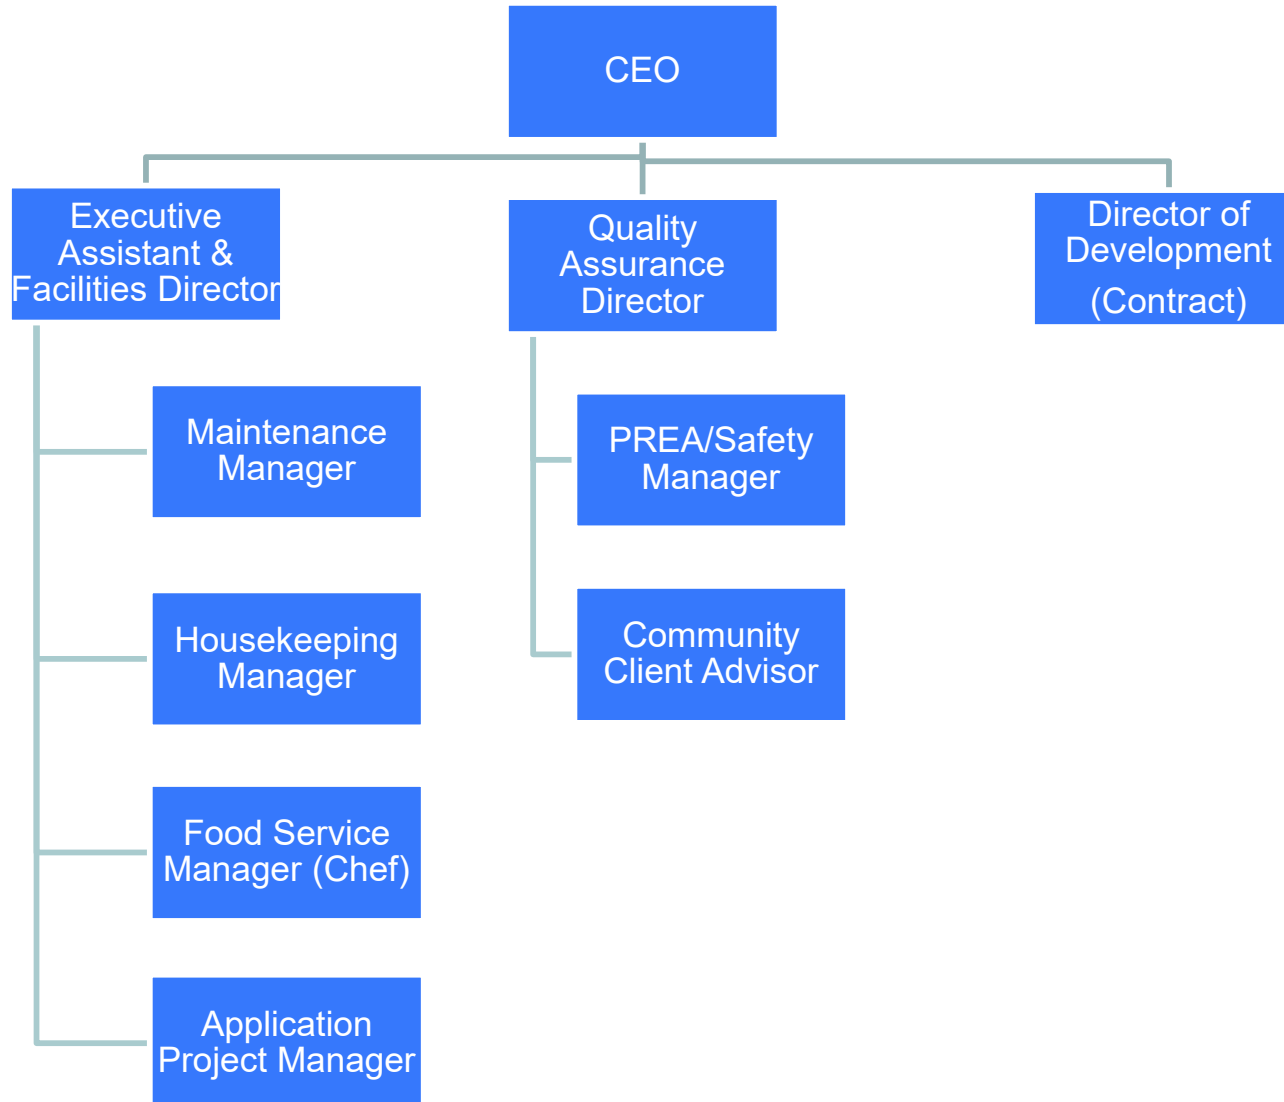 CEO
Executive
Assistant &
Facilities Director
Quality
Assurance
Director
Director of
Development
(Contract)
Maintenance
Manager
PREA/Safety
Manager
Housekeeping
Manager
Community
Client Advisor
Food Service
Manager (Chef)
Application
Project Manager